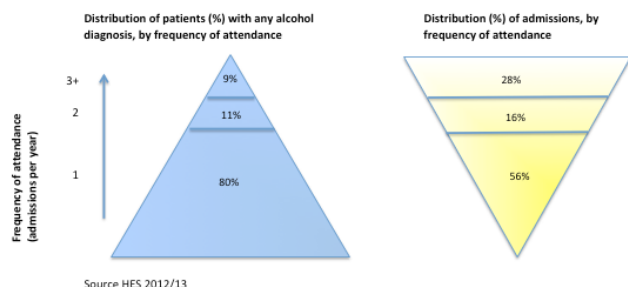 Distribution of patients (%) with any alcohol
diagnosis, by frequency of attendance
Distribution (%) of admissions, by
frequency of attendance
Frequency of attendance
(admissions per year)
3+
2
1
9%
11%
80%
28%
16%
56%
Source HES 2012/13